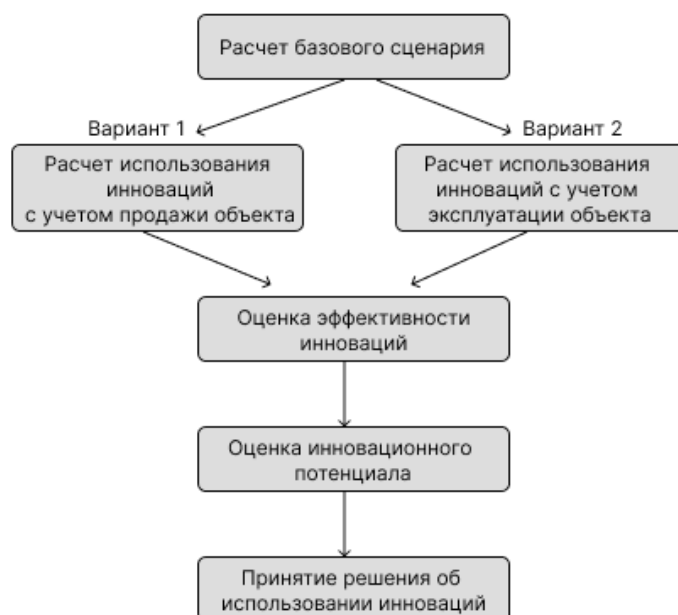 Расчет базового сценария
Вариант 1
Вариант 2
Расчет использования
инноваций
с учетом продажи объекта
Расчет использования
инноваций с учетом
эксплуатации объекта
Оценка эффективности
инноваций
Оценка инновационного
потенциала
Принятие решения об
использовании инноваций